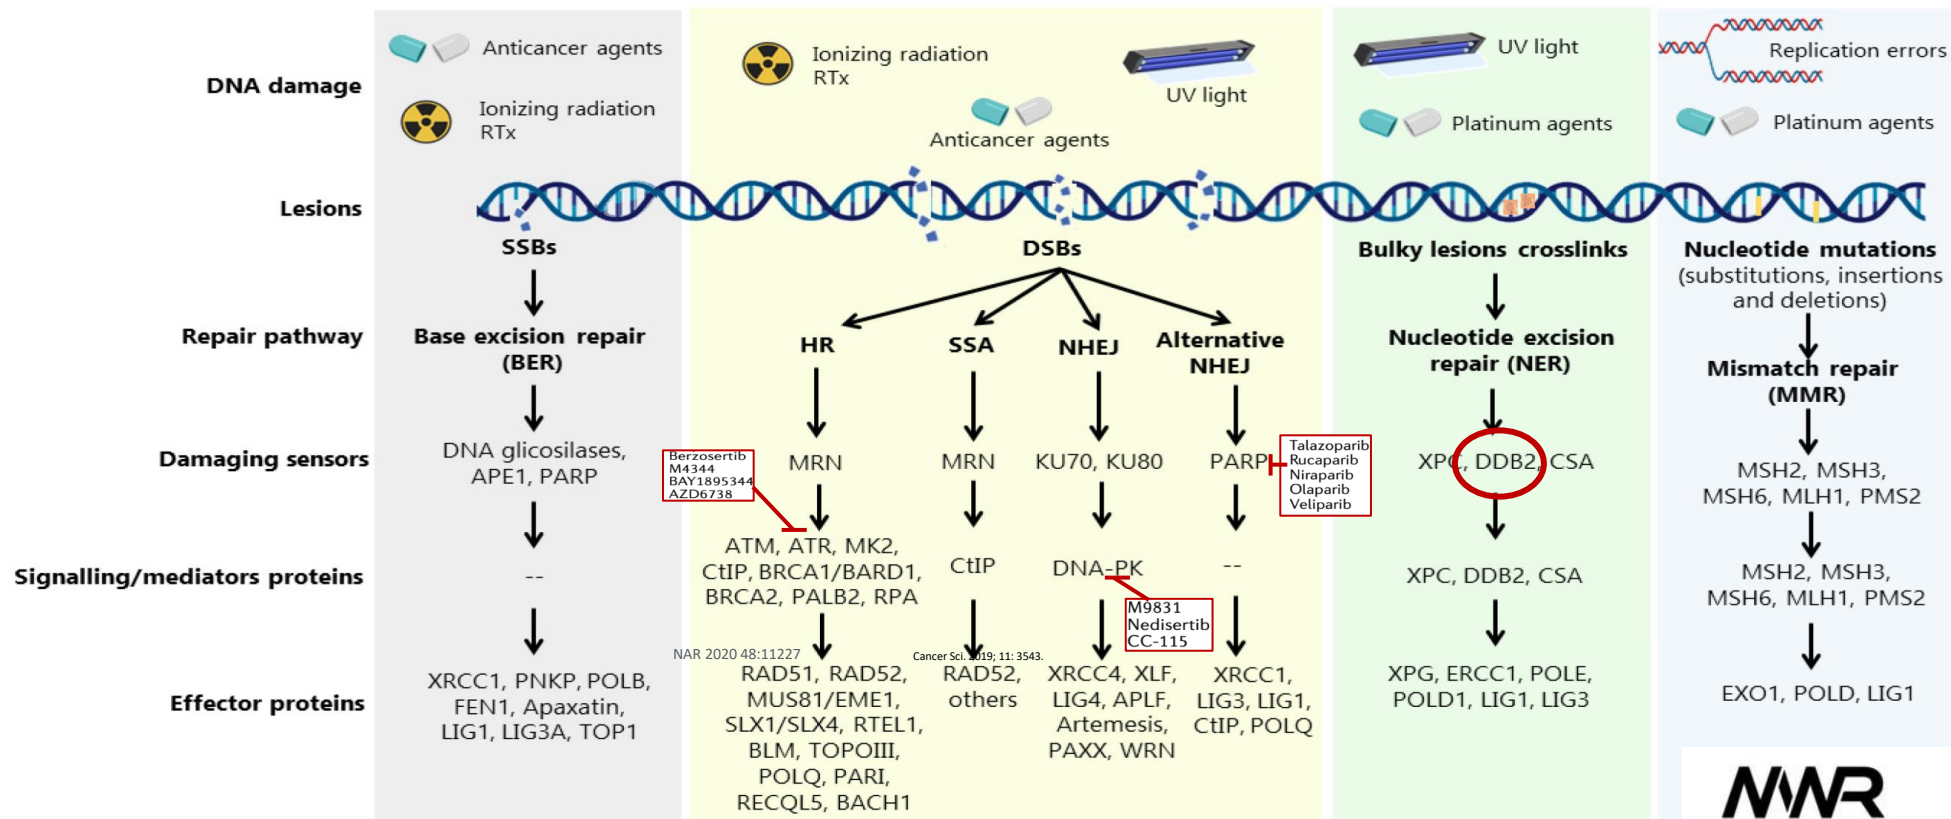 DNA damage
Anticancer agents
Ionizing radiation
RTx
Ionizing radiation
RTx
Anticancer agents
UV light
UV light
Platinum agents
Replication errors
Platinum agents
Lesions
SSBs
DSBs
Bulky lesions crosslinks
Nucleotide mutations
(substitutions, insertions
and deletions)
Repair pathway
Base excision repair
(BER)
HR
SSA
NHEJ
Alternative
NHEJ
Nucleotide excision
repair (NER)
Mismatch repair
(MMR)
Damaging sensors
DNA glicosilases,
APE1, PARP
Berzosertib
M4344
BAY1895344
AZD6738
MRN
MRN
KU70, KU80
PARP
Talazoparib
Rucaparib
Niraparib
Olaparib
Veliparib
XPC, DDB2, CSA
MSH2, MSH3,
MSH6, MLH1, PMS2
Signalling/mediators proteins
--
ATM, ATR, MK2,
CtIP, BRCA1/BARD1,
BRCA2, PALB2, RPA
CtIP
DNA-PK
M9831
Nedisertib
CC-115
--
XPC, DDB2, CSA
MSH2, MSH3,
MSH6, MLH1, PMS2
NAR 2020 48:11227
Cancer Sci. 2019; 11: 3543.
Effector proteins
XRCC1, PNKP, POLB,
FEN1, Apaxatin,
LIG1, LIG3A, TOP1
RAD51, RAD52,
MUS81/EME1,
SLX1/SLX4, RTEL1,
BLM, TOPOIII,
POLQ, PARI,
RECQL5, BACH1
RAD52,
others
XRCC4, XLF,
LIG4, APLF,
Artemesis,
PAXX, WRN
XRCC1,
LIG3, LIG1,
CtIP, POLQ
XPG, ERCC1, POLE,
POLD1, LIG1, LIG3
EXO1, POLD, LIG1
NWR